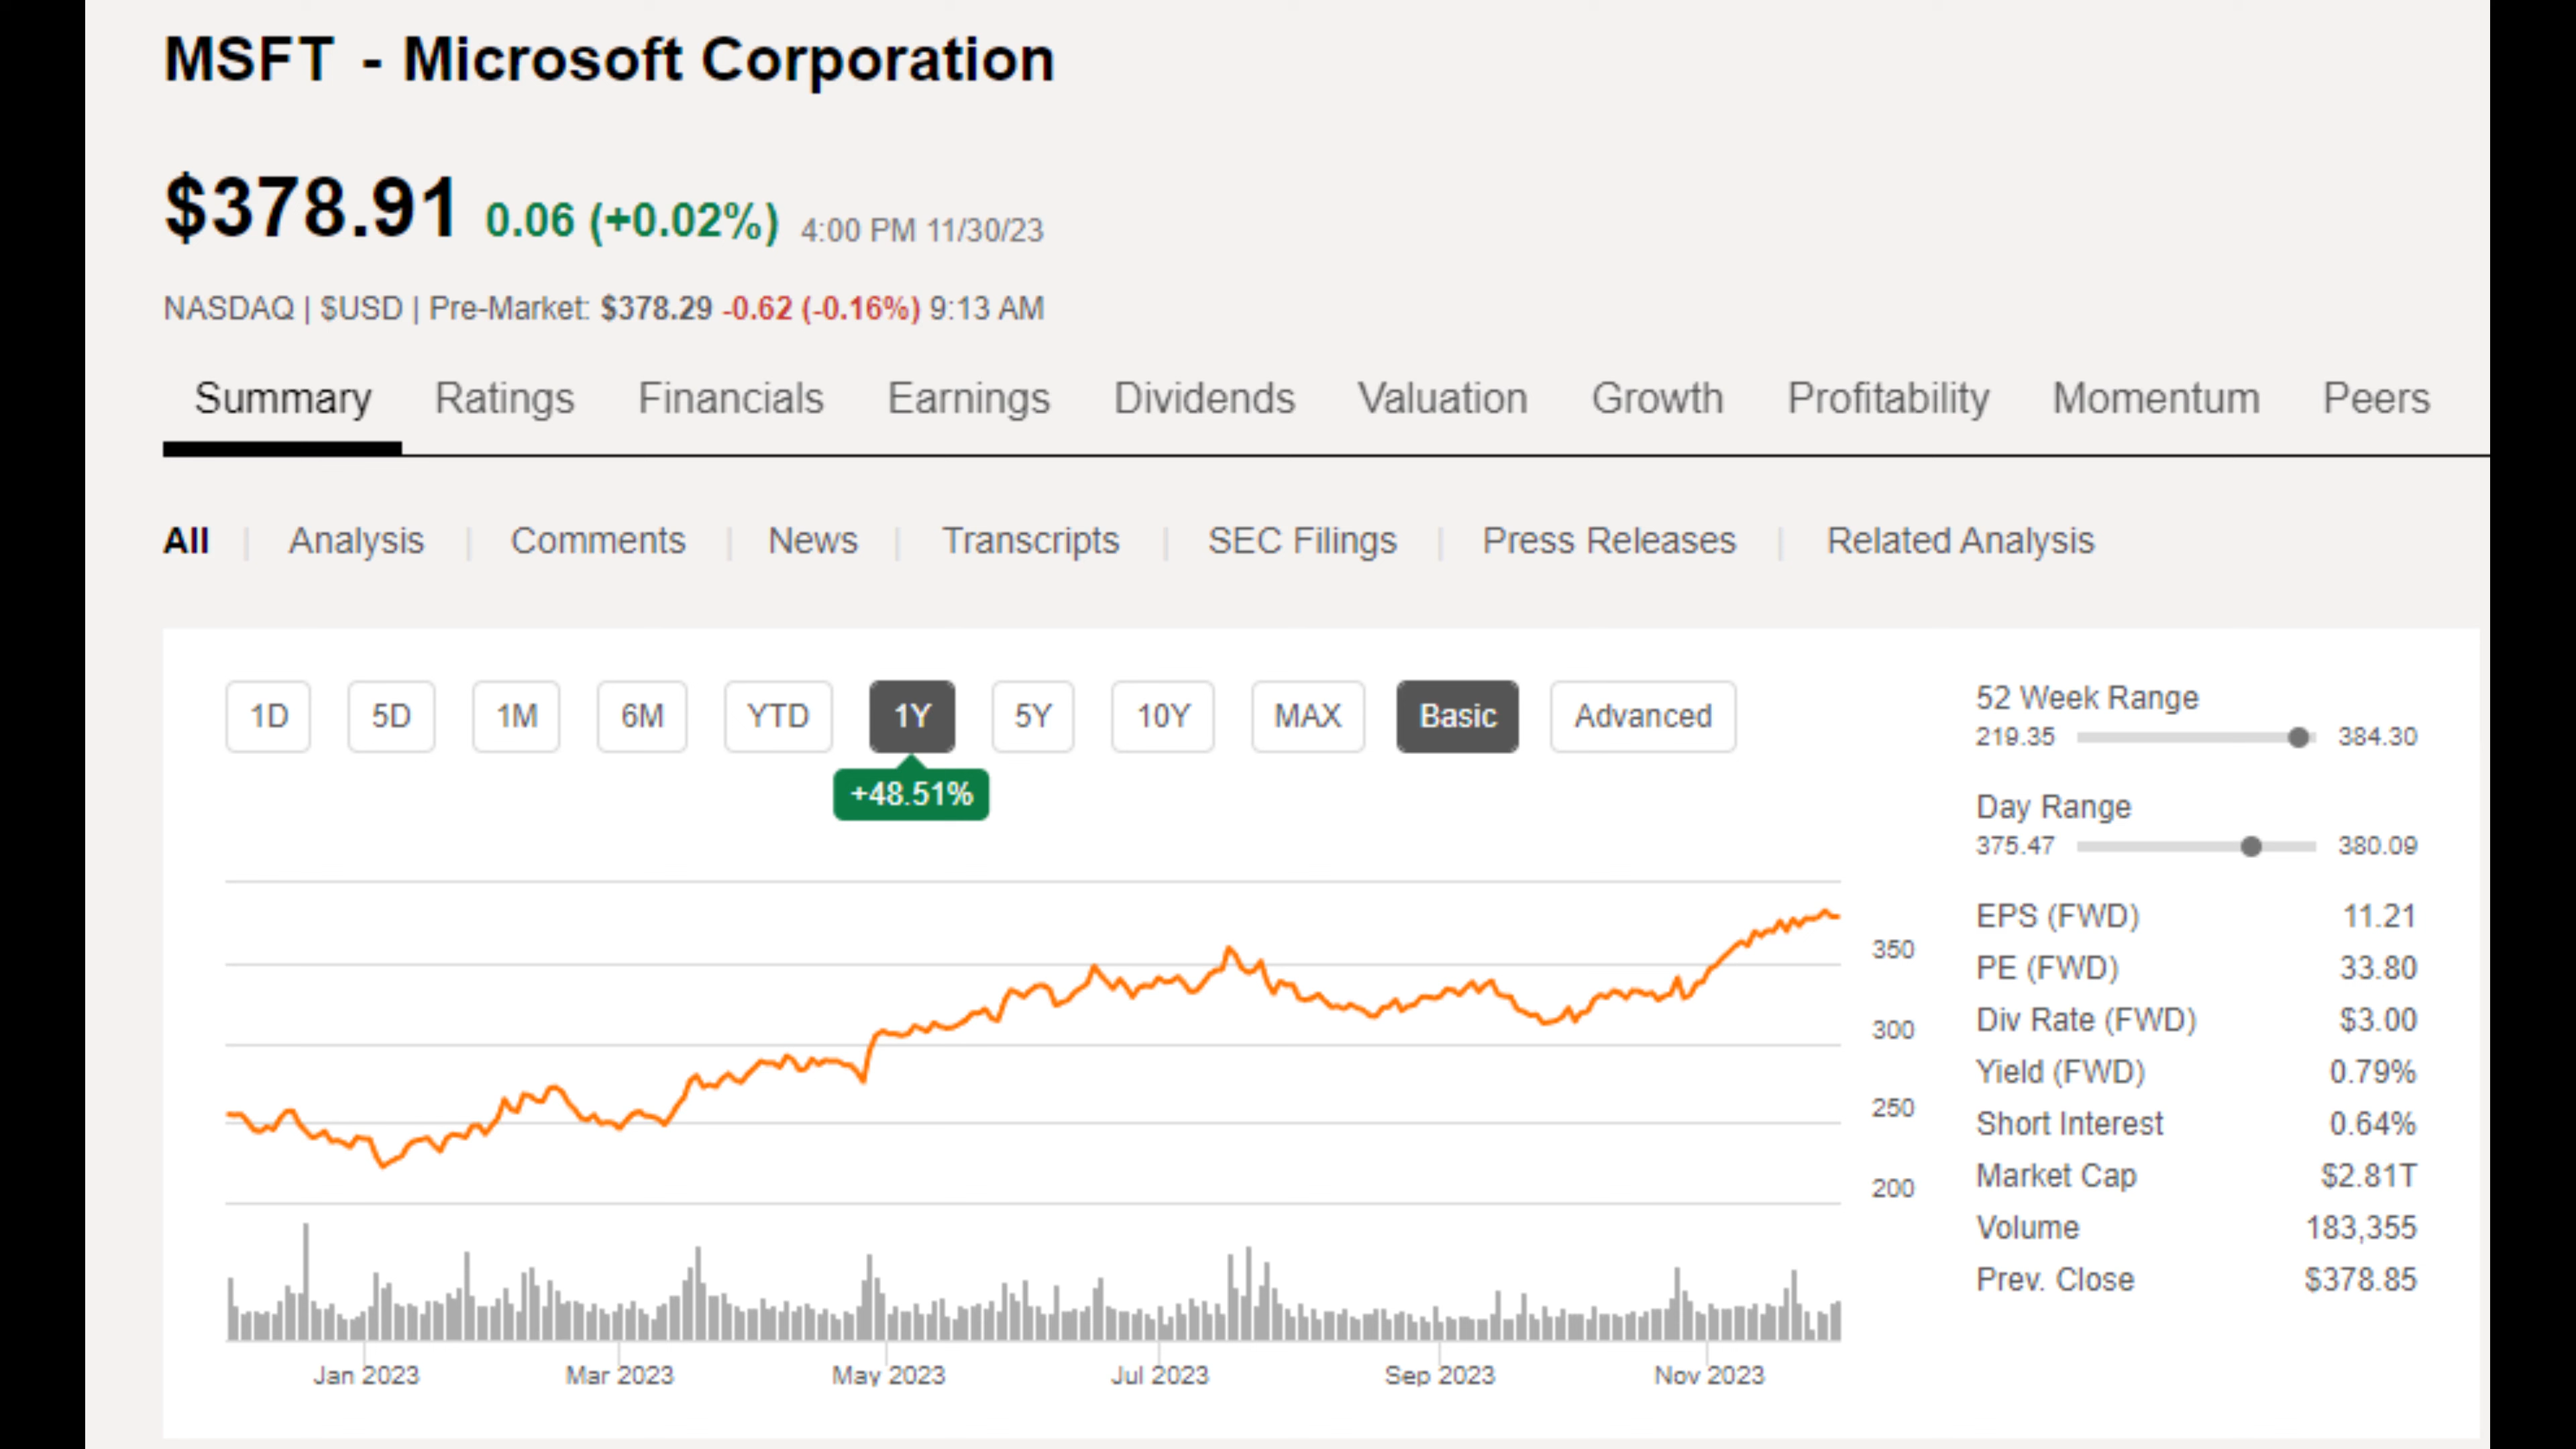 MSFT - Microsoft Corporation
$378.91 0.06 (+0.02%) 4:00 PM 11/30/23
NASDAQ | $USD | Pre-Market: $378.29 -0.62 (-0.16%) 9:13 AM
Summary Ratings Financials Earnings Dividends Valuation Growth Profitability Momentum Peers
All | Analysis | Comments | News | Transcripts | SEC Filings | Press Releases | Related Analysis
1D 5D 1M 6M YTD 1Y 5Y 10Y MAX Basic Advanced
+48.51%
350
300
250
200
Jan 2023 Mar 2023 May 2023 Jul 2023 Sep 2023 Nov 2023
52 Week Range
219.35 384.30
Day Range
375.47 380.09
EPS (FWD) 11.21
PE (FWD) 33.80
Div Rate (FWD) $3.00
Yield (FWD) 0.79%
Short Interest 0.64%
Market Cap $2.81T
Volume 183,355
Prev. Close $378.85